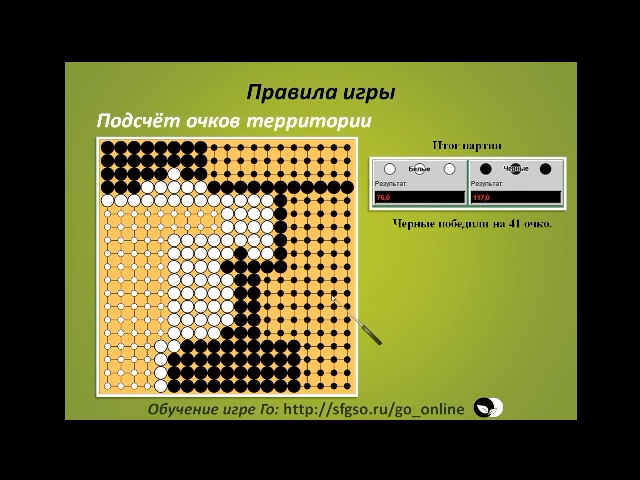 Правила игры
Подсчёт очков территории
Итог партии
Белые
Черные
Результат:
Результат:
76,0
117,0
Черные победили на 41 очко.
Обучение игре Го: http://sfgso.ru/go_online